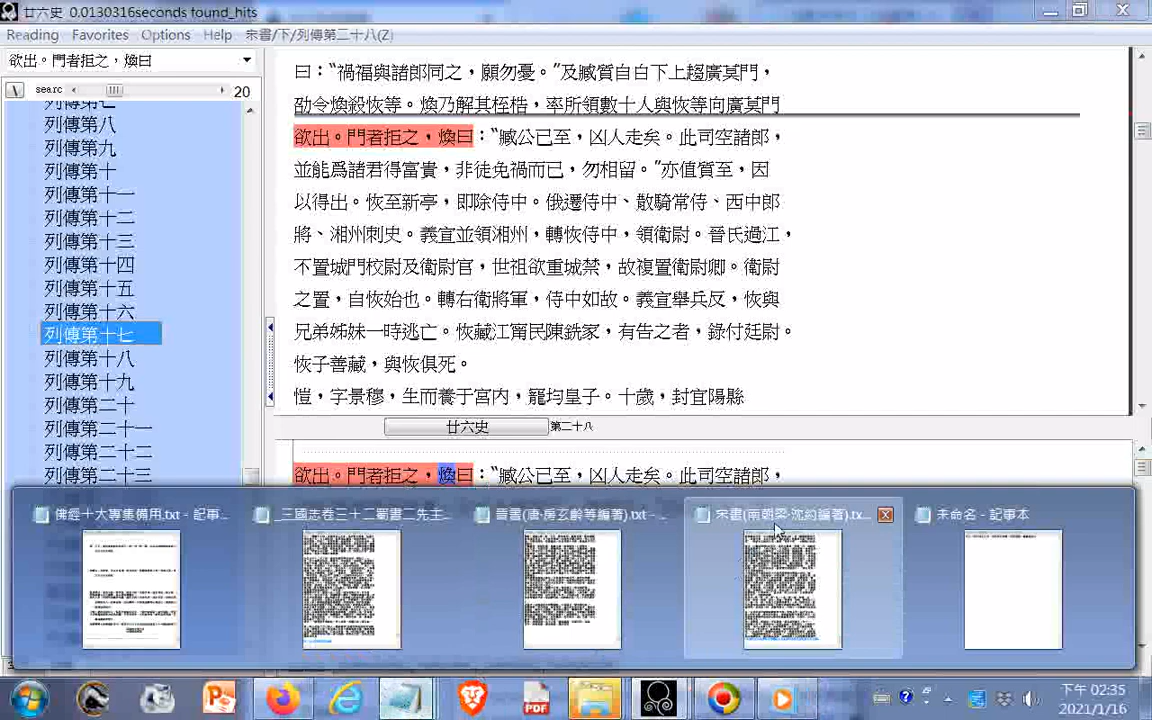 廿六史 0.0130316seconds found_hits
Reading Favorites Options Help 宋書/下/列傳第二十八(Z)
欲出。門者拒之，煥曰
searc 20
列傳第七
列傳第八
列傳第九
列傳第十
列傳第十一
列傳第十二
列傳第十三
列傳第十四
列傳第十五
列傳第十六
列傳第十七
列傳第十八
列傳第十九
列傳第二十
列傳第二十一
列傳第二十二
列傳第二十三
曰：“禍福與諸郎同之，願勿憂。”及臧質自白下上趨廣莫門，
劭令煥殺恢等。煥乃解其桎梏，率所領數十人與恢等向廣莫門
欲出。門者拒之，煥曰：“臧公已至，凶人走矣。此司空諸郎，
並能爲諸君得富貴，非徒免禍而已，勿相留。”亦值質至，因
以得出。恢至新亭，即除侍中。俄遷侍中、散騎常侍、西中郎
將、湘州刺史。義宣並領湘州，轉恢侍中，領衛尉。晉氏過江，
不置城門校尉及衛尉官，世祖欲重城禁，故複置衛尉卿。衛尉
之置，自恢始也。轉右衛將軍，侍中如故。義宣舉兵反，恢與
兄弟姊妹一時逃亡。恢藏江甯民陳銑家，有告之者，錄付廷尉。
恢子善藏，與恢俱死。
愷，字景穆，生而養于宮内，寵均皇子。十歲，封宜陽縣
廿六史 第二十八
欲出。門者拒之，煥曰：“臧公已至，凶人走矣。此司空諸郎，
佛經十大專集備用.txt - 記事...
_三國志卷三十二蜀書二先主...
晉書(唐·房玄齡等編著).txt - ...
宋書(南朝梁·沈約編著).tx...
未命名 - 記事本
PDF
下午 02:35
2021/1/16